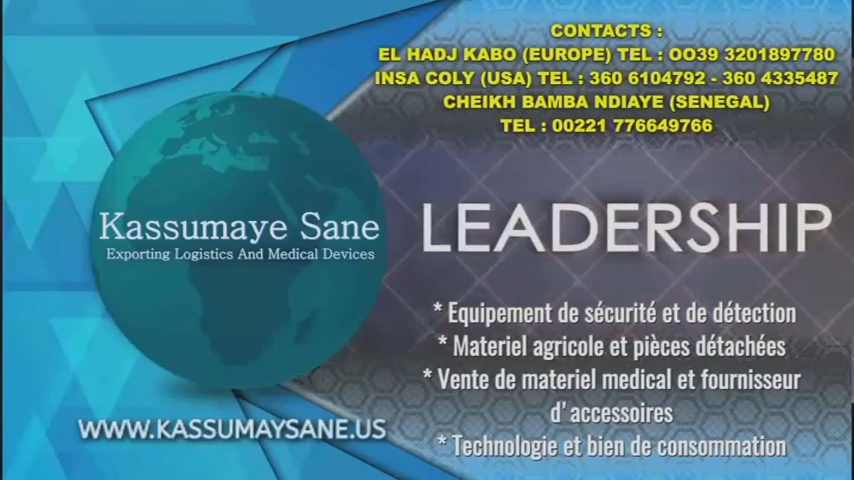 CONTACTS :
EL HADJ KABO (EUROPE) TEL : OO39 3201897780
INSA COLY (USA) TEL : 360 6104792 - 360 4335487
CHEIKH BAMBA NDIAYE (SENEGAL)
TEL : 00221 776649766
Kassumaye Sane
Exporting Logistics And Medical Devices
LEADERSHIP
* Equipement de sécurité et de détection
* Materiel agricole et pièces détachées
* Vente de materiel medical et fournisseur
d'accessoires
* Technologie et bien de consommation
WWW.KASSUMAYSANE.US